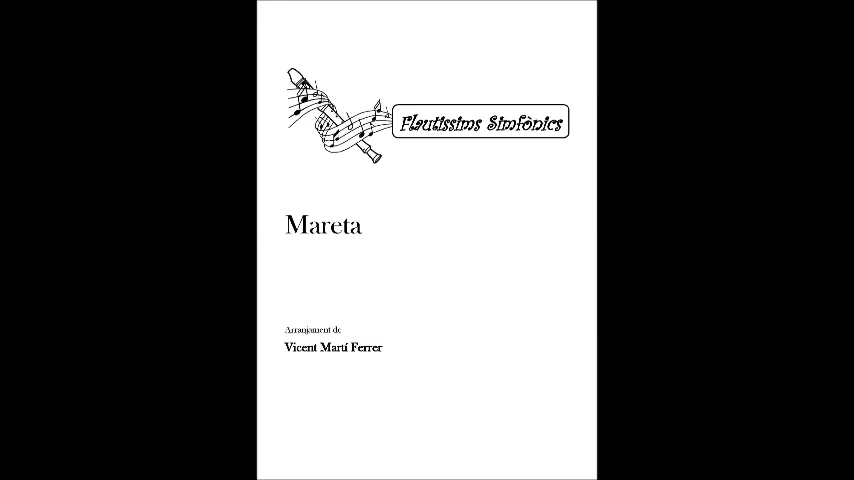 Flautissims Simfònics
Mareta
Arranjament de
Vicent Martí Ferrer